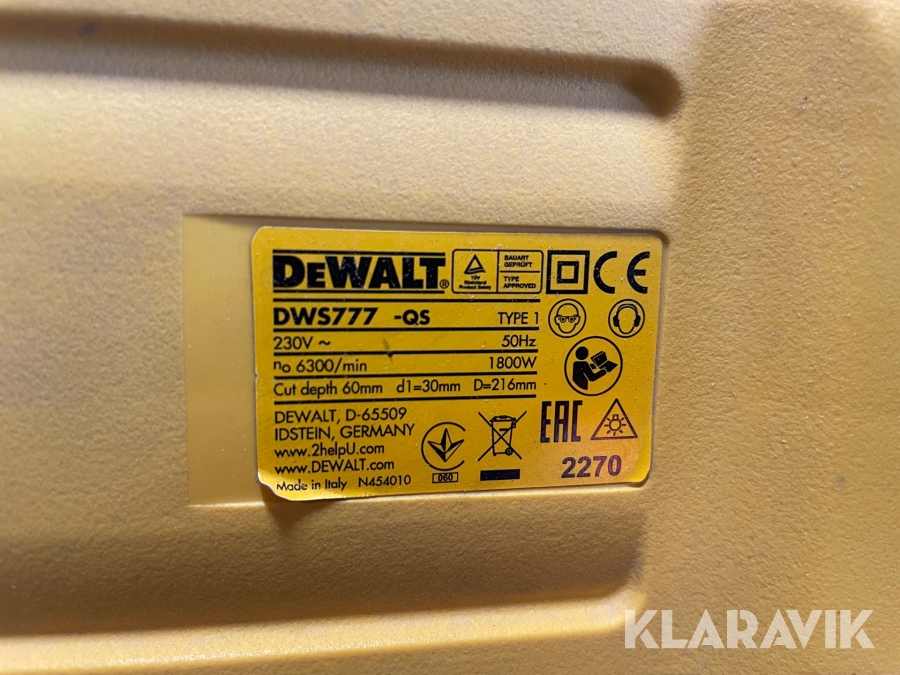 DEWALT®
TÜV
Rheinland
Product Safety
BAUART
GEPRÜFT
TYPE
APPROVED
CE
DWS777 -QS TYPE 1
230V ~ 50Hz
no 6300/min 1800W
Cut depth 60mm d1=30mm D=216mm
DEWALT, D-65509
IDSTEIN, GERMANY
www.2helpU.com
www.DEWALT.com
Made in Italy N454010
060
EAC
2270
KLARAVIK